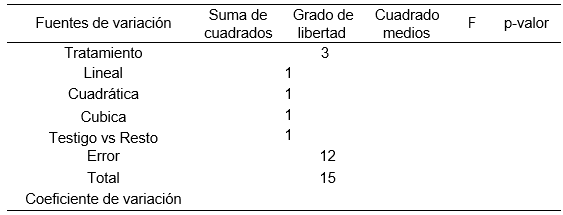 Fuentes de variación Suma de cuadrados Grado de libertad Cuadrado medios F p-valor
Tratamiento 3
Lineal 1
Cuadrática 1
Cubica 1
Testigo vs Resto 1
Error 12
Total 15
Coeficiente de variación